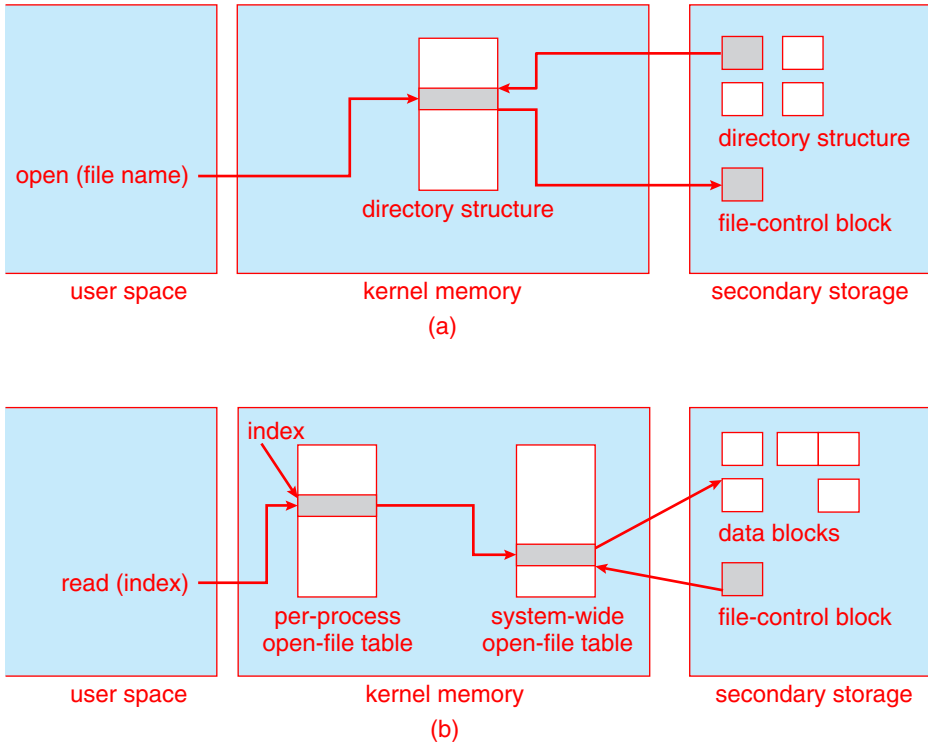 open (file name)
directory structure
directory structure
file-control block
user space
kernel memory
secondary storage
(a)
index
read (index)
per-process
open-file table
system-wide
open-file table
data blocks
file-control block
user space
kernel memory
secondary storage
(b)